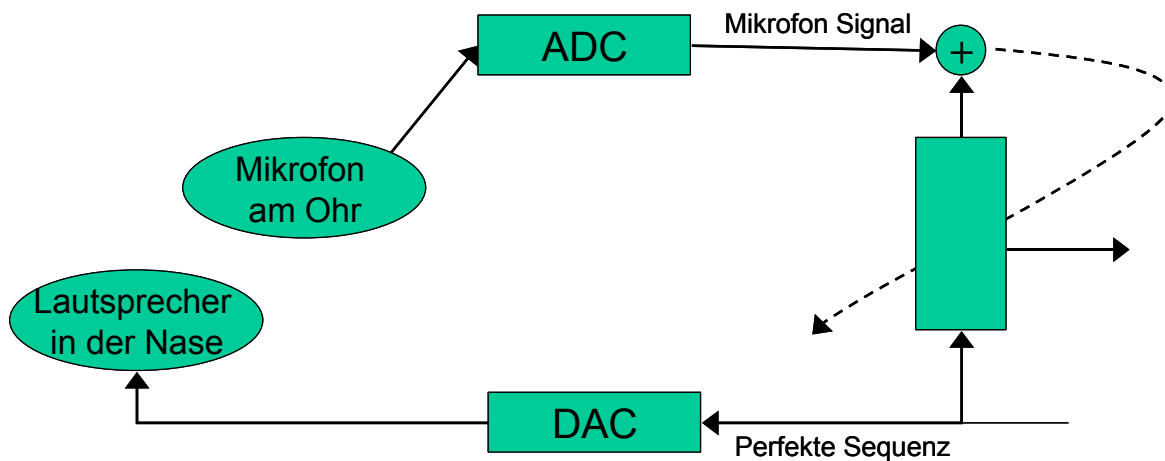 Mikrofon Signal
ADC
+
Mikrofon
am Ohr
Lautsprecher
in der Nase
DAC
Perfekte Sequenz